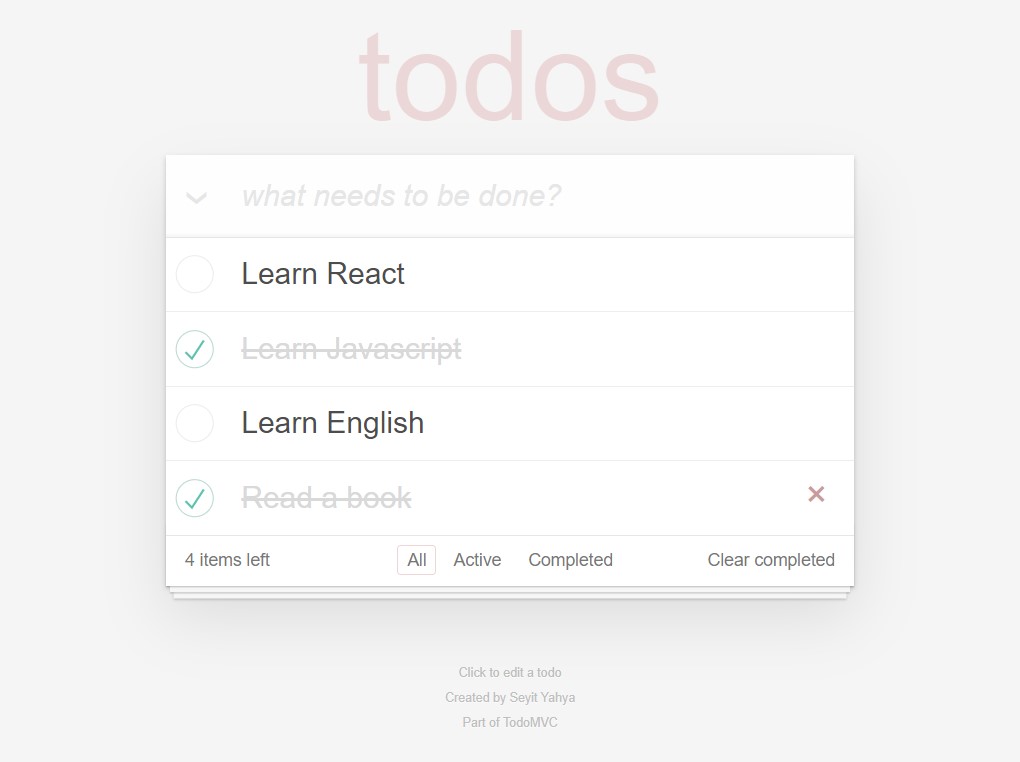 todos
what needs to be done?
Learn React
Learn Javascript
Learn English
Read a book
4 items left All Active Completed Clear completed
Click to edit a todo
Created by Seyit Yahya
Part of TodoMVC